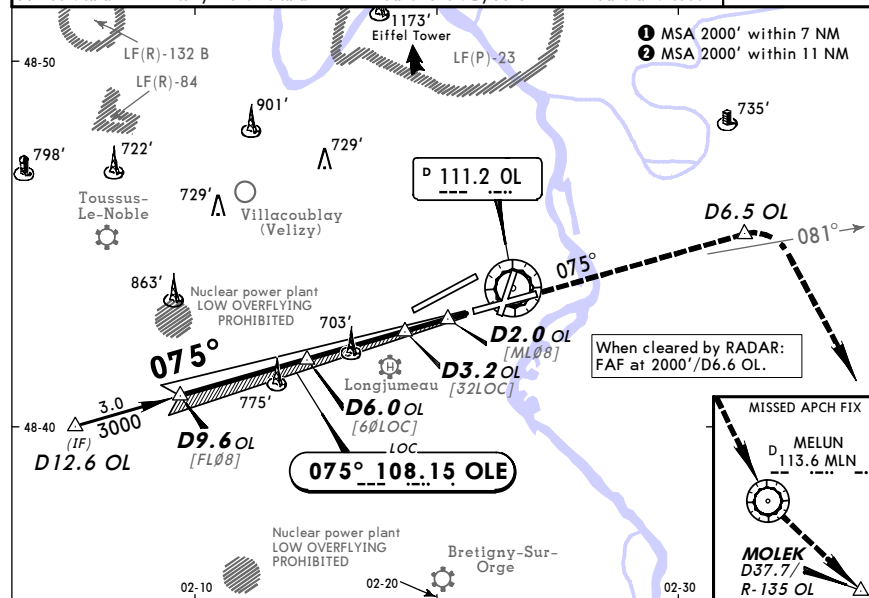 LF(R)-132 B
1173'
Eiffel Tower
LF(P)-23
❶ MSA 2000' within 7 NM
❷ MSA 2000' within 11 NM
48-50
LF(R)-84
901'
735'
798'
722'
729'
D 111.2 OL
Toussus-
Le-Noble
729'
Villacoublay
(Velizy)
D6.5 OL
081°
075°
863'
Nuclear power plant
LOW OVERFLYING
PROHIBITED
703'
D2.0 OL
[ML08]
When cleared by RADAR:
FAF at 2000'/D6.6 OL.
075°
H
D3.2 OL
[32LOC]
Longjumeau
775'
D6.0 OL
[60LOC]
3.0
3000
48-40
(IF)
D12.6 OL
D9.6 OL
[FL08]
LOC
075° 108.15 OLE
MISSED APCH FIX
MELUN
D 113.6 MLN
Nuclear power plant
LOW OVERFLYING
PROHIBITED
Bretigny-Sur-
Orge
MOLEK
D37.7/
R-135 OL
02-10
02-20
02-30